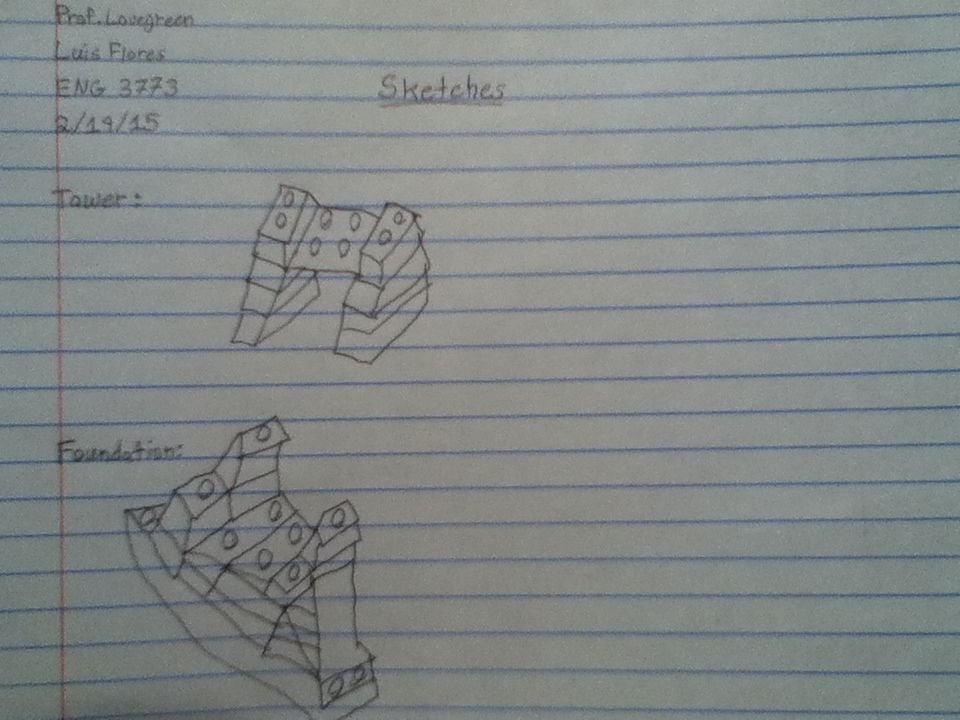 Prof. Lovegreen
Luis Flores
ENG 3773
2/19/15
Sketches
Tower:
Foundation: